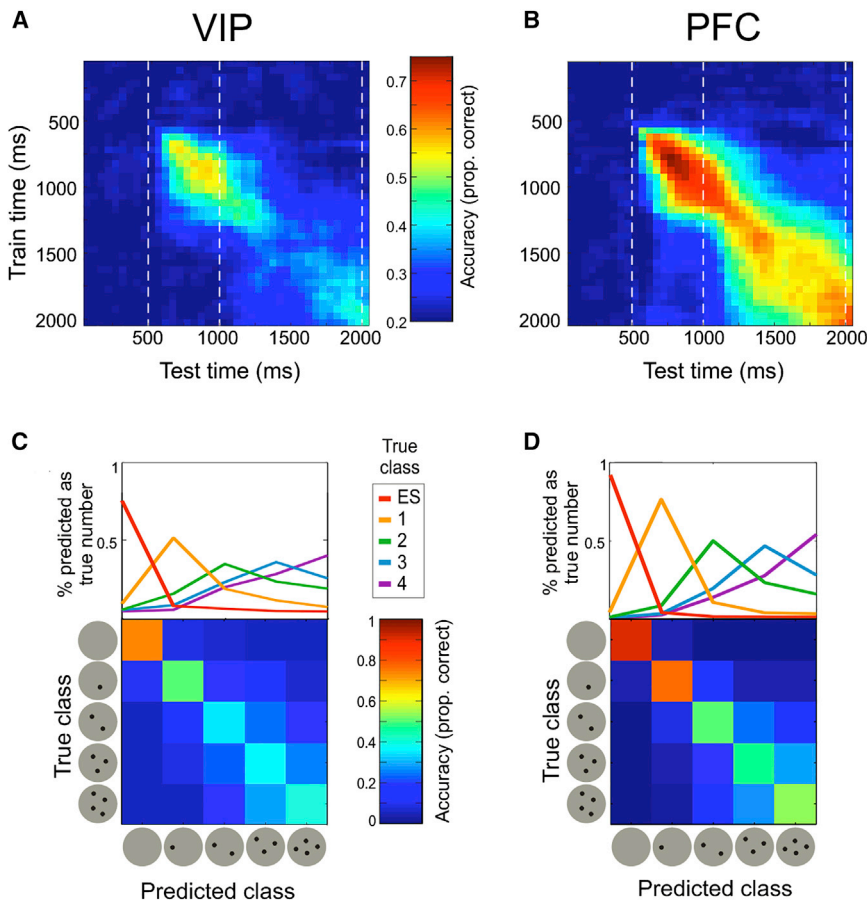 A
VIP
B
PFC
0.7
0.6
0.5
0.4
0.3
0.2
Accuracy (prop. correct)
Train time (ms)
500
1000
1500
2000
500 1000 1500 2000
Test time (ms)
500
1000
1500
2000
500 1000 1500 2000
Test time (ms)
C
% predicted as
true number
1
0.5
True
class
ES
1
2
3
4
D
% predicted as
true number
1
0.5
True class
Predicted class
1
0.8
0.6
0.4
0.2
0
Accuracy (prop. correct)
True class
Predicted class